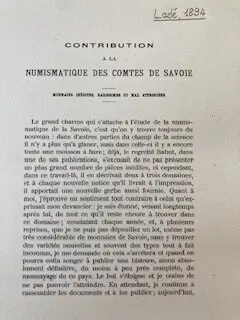 Ladé, 1894
CONTRIBUTION
A LA
NUMISMATIQUE DES COMTES DE SAVOIE
MONNAIES INÉDITES, RARISSIMES OU MAL ATTRIBUÉES
Le grand charme qui s'attache à l'étude de la numis-
matique de la Savoie, c'est qu'on y trouve toujours du
nouveau : dans d'autres parties du champ de la science
il n'y a plus qu'à glaner, mais dans celle-ci il y a encore
toute une moisson à faire; déjà, le regretté Rabut, dans
une de ses publications, s'excusait de ne pas présenter
un plus grand nombre de pièces inédites, et cependant,
dans ce travail-là, il en décrivait deux à trois domaines,
et à chaque nouvelle notice qu'il livrait à l'impression,
il apportait une nouvelle gerbe aussi fournie. Quant à
moi, j'éprouve un sentiment tout contraire à celui qu'ex-
primait mon devancier : je suis étonné, venant longtemps
après lui, de tout ce qu'il reste encore à trouver dans
ce domaine; constatant chaque année, et à plusieurs
reprises, que je ne puis pas dépouiller un lot, même pas
très considérable de monnaies de Savoie, sans y trouver
des variétés nouvelles et souvent des types tout à fait
inconnus, je me demande où cela s'arrêtera et quand on
pourra enfin songer à publier une histoire, sinon abso-
lument définitive, du moins à peu près complète, du
monnayage de ce pays. Le but s'éloigne et je crains de
ne pas pouvoir l'atteindre. En attendant, je continue à
rassembler les documents et à les publier; aujourd'hui,